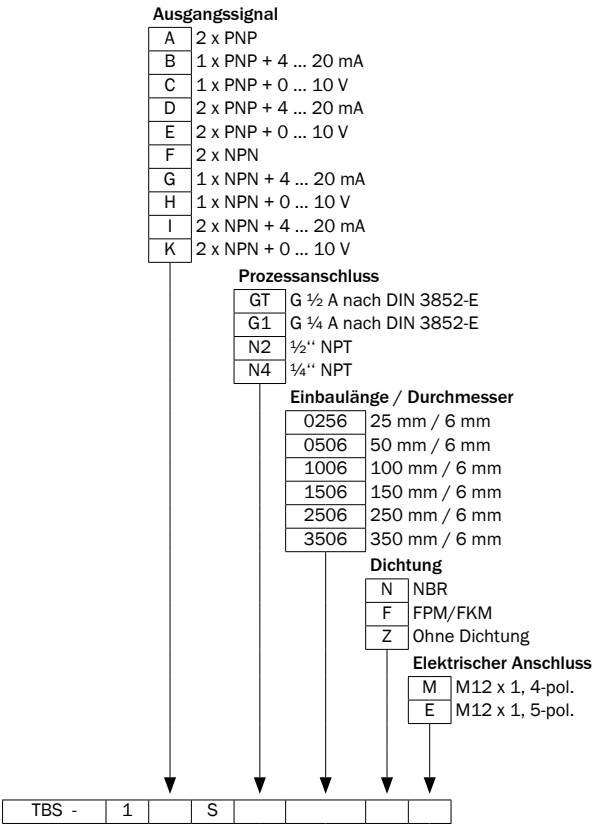 Ausgangssignal
A 2 x PNP
B 1 x PNP + 4 ... 20 mA
C 1 x PNP + 0 ... 10 V
D 2 x PNP + 4 ... 20 mA
E 2 x PNP + 0 ... 10 V
F 2 x NPN
G 1 x NPN + 4 ... 20 mA
H 1 x NPN + 0 ... 10 V
I 2 x NPN + 4 ... 20 mA
K 2 x NPN + 0 ... 10 V
Prozessanschluss
GT G ½ A nach DIN 3852-E
G1 G ¼ A nach DIN 3852-E
N2 ½‘‘ NPT
N4 ¼‘‘ NPT
Einbaulänge / Durchmesser
0256 25 mm / 6 mm
0506 50 mm / 6 mm
1006 100 mm / 6 mm
1506 150 mm / 6 mm
2506 250 mm / 6 mm
3506 350 mm / 6 mm
Dichtung
N NBR
F FPM/FKM
Z Ohne Dichtung
Elektrischer Anschluss
M M12 x 1, 4-pol.
E M12 x 1, 5-pol.
TBS - 1 S